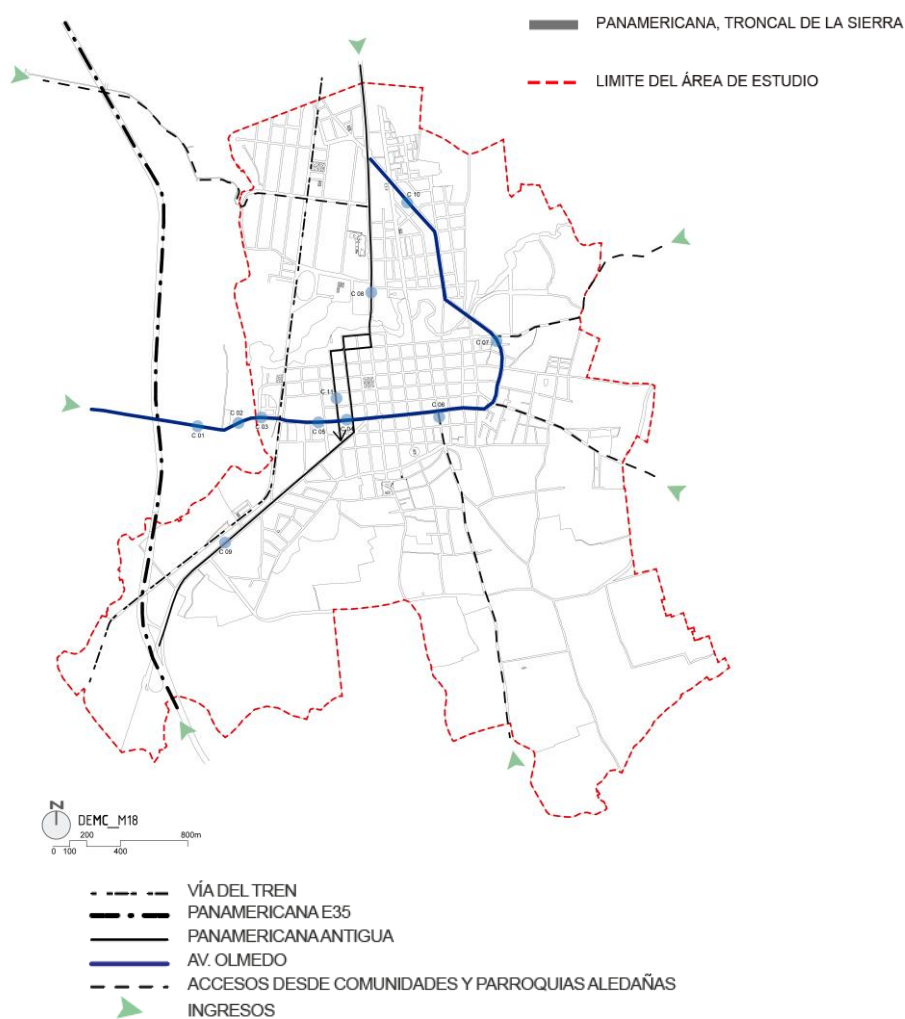 PANAMERICANA, TRONCAL DE LA SIERRA
LIMITE DEL ÁREA DE ESTUDIO
C 10
C 08
C 07
C 11
C 06
C 02
C 03
C 01
C 05
C 04
C 09
N
DEMC_M18
200 800m
0 100 400
VÍA DEL TREN
PANAMERICANA E35
PANAMERICANA ANTIGUA
AV. OLMEDO
ACCESOS DESDE COMUNIDADES Y PARROQUIAS ALEDAÑAS
INGRESOS